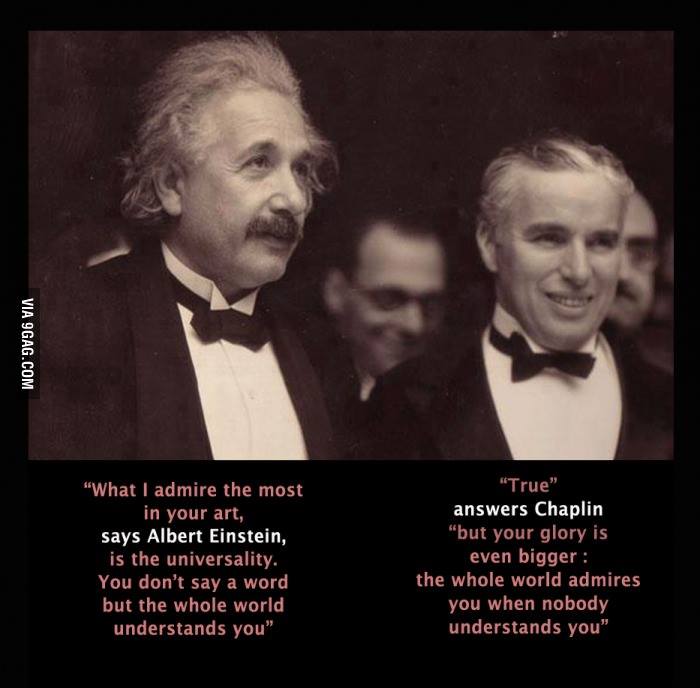 VIA 9GAG.COM
“What I admire the most
in your art,
says Albert Einstein,
is the universality.
You don’t say a word
but the whole world
understands you”
“True”
answers Chaplin
“but your glory is
even bigger :
the whole world admires
you when nobody
understands you”